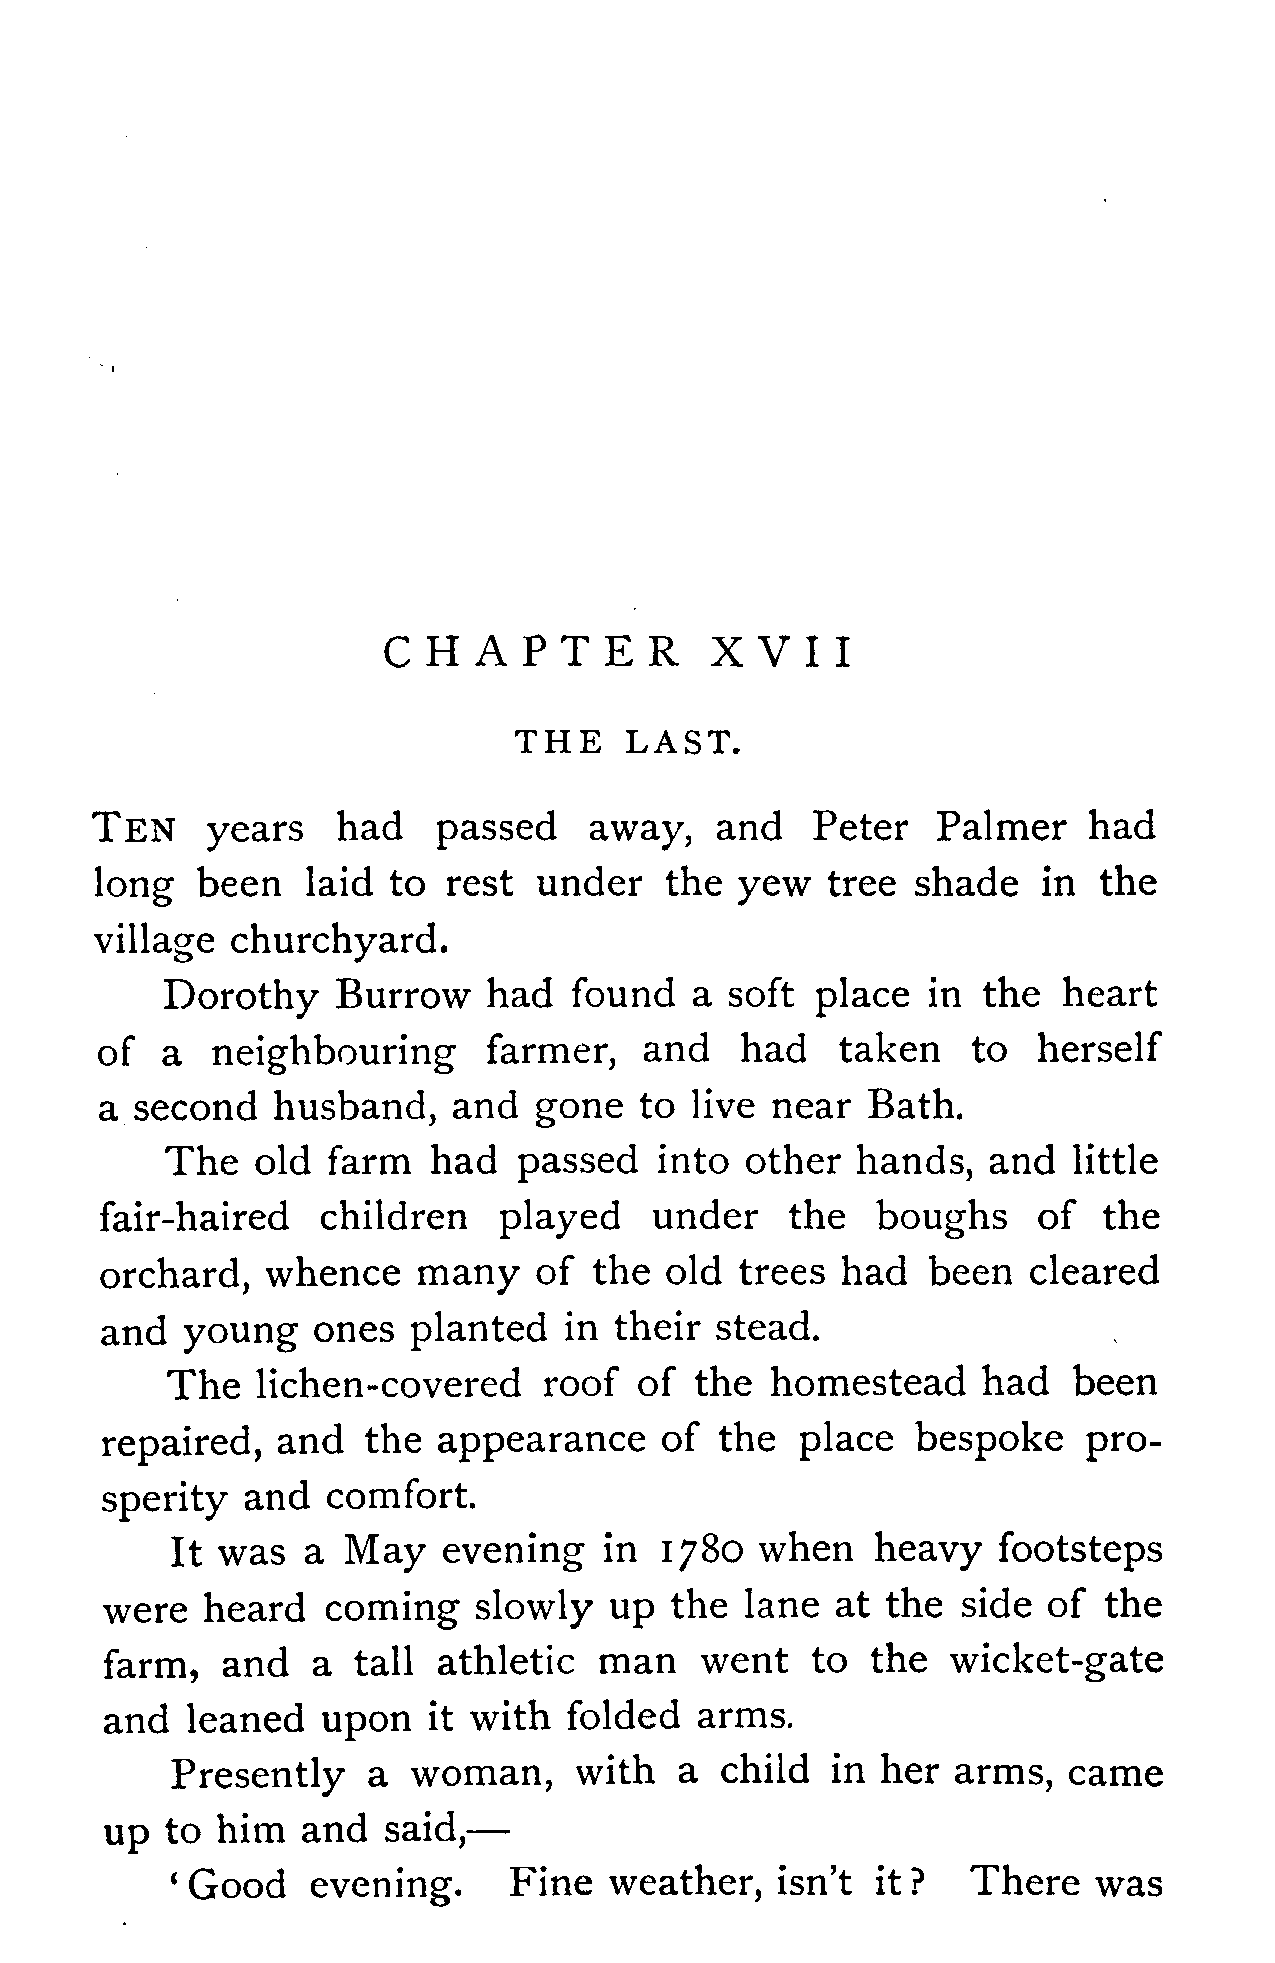 CHAPTER XVII
THE LAST.
TEN years had passed away, and Peter Palmer had
long been laid to rest under the yew tree shade in the
village churchyard.
Dorothy Burrow had found a soft place in the heart
of a neighbouring farmer, and had taken to herself
a second husband, and gone to live near Bath.
The old farm had passed into other hands, and little
fair-haired children played under the boughs of the
orchard, whence many of the old trees had been cleared
and young ones planted in their stead.
The lichen-covered roof of the homestead had been
repaired, and the appearance of the place bespoke pro-
sperity and comfort.
It was a May evening in 1780 when heavy footsteps
were heard coming slowly up the lane at the side of the
farm, and a tall athletic man went to the wicket-gate
and leaned upon it with folded arms.
Presently a woman, with a child in her arms, came
up to him and said,—
‘Good evening. Fine weather, isn't it? There was